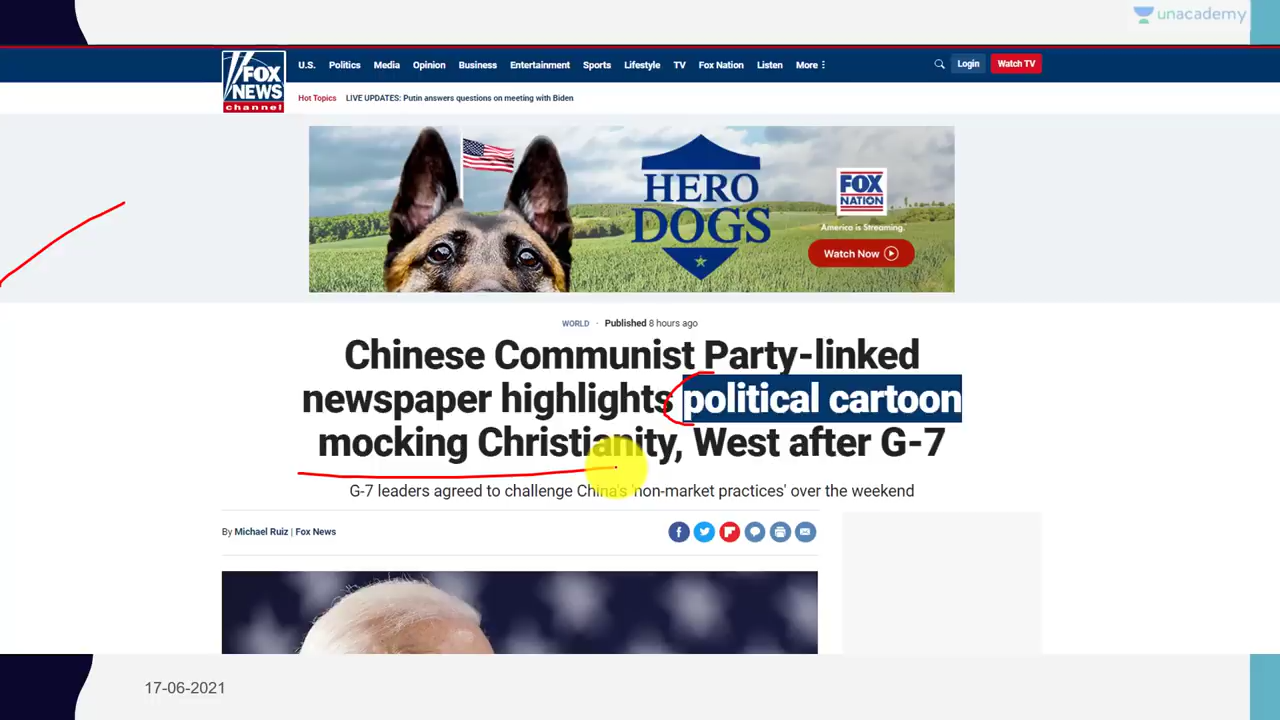 unacademy
FOX
NEWS
channel
U.S. Politics Media Opinion Business Entertainment Sports Lifestyle TV Fox Nation Listen More
Login
Watch TV
Hot Topics LIVE UPDATES: Putin answers questions on meeting with Biden
HERO
DOGS
FOX
NATION
America is Streaming.
Watch Now
WORLD · Published 8 hours ago
Chinese Communist Party-linked
newspaper highlights political cartoon
mocking Christianity, West after G-7
G-7 leaders agreed to challenge China's 'non-market practices' over the weekend
By Michael Ruiz | Fox News
17-06-2021